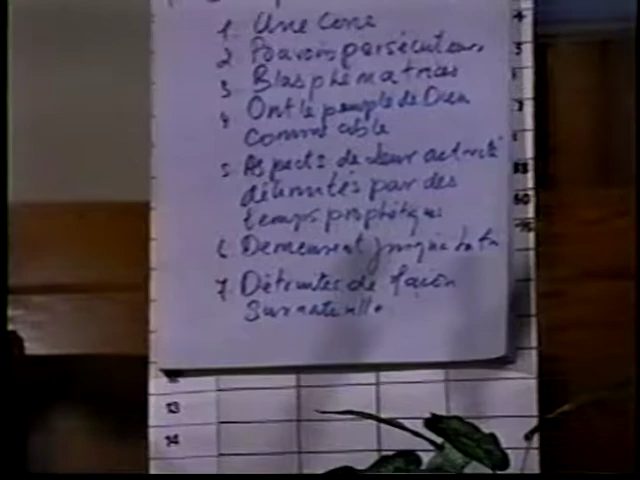 1. Une corne
2 Pouvoirs persécuteurs
3 Blasphématrices
4 Ont le peuple de Dieu
comme cible
5 Aspects de leur activité
délimités par des
temps prophétiques
6 Demeurent jusqu'à la fin
7. Détruites de façon
surnaturelle.
13
14